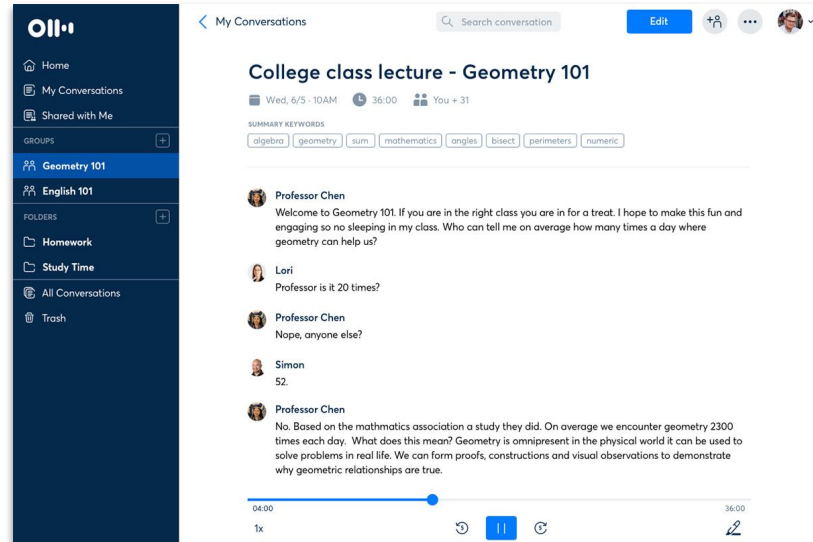 My Conversations
Search conversation
Edit
Home
My Conversations
Shared with Me
GROUPS
Geometry 101
English 101
FOLDERS
Homework
Study Time
All Conversations
Trash
College class lecture - Geometry 101
Wed, 6/5 · 10AM 36:00 You + 31
SUMMARY KEYWORDS
algebra geometry sum mathematics angles bisect perimeters numeric
Professor Chen
Welcome to Geometry 101. If you are in the right class you are in for a treat. I hope to make this fun and
engaging so no sleeping in my class. Who can tell me on average how many times a day where
geometry can help us?
Lori
Professor is it 20 times?
Professor Chen
Nope, anyone else?
Simon
52.
Professor Chen
No. Based on the mathmatics association a study they did. On average we encounter geometry 2300
times each day. What does this mean? Geometry is omnipresent in the physical world it can be used to
solve problems in real life. We can form proofs, constructions and visual observations to demonstrate
why geometric relationships are true.
04:00 36:00
1x 5 5